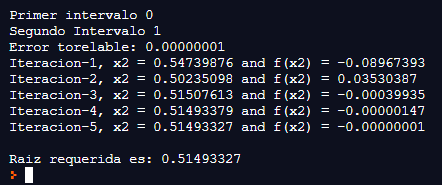 Primer intervalo 0
Segundo Intervalo 1
Error torelable: 0.00000001
Iteracion-1, x2 = 0.54739876 and f(x2) = -0.08967393
Iteracion-2, x2 = 0.50235098 and f(x2) = 0.03530387
Iteracion-3, x2 = 0.51507613 and f(x2) = -0.00039935
Iteracion-4, x2 = 0.51493379 and f(x2) = -0.00000147
Iteracion-5, x2 = 0.51493327 and f(x2) = -0.00000001
Raiz requerida es: 0.51493327